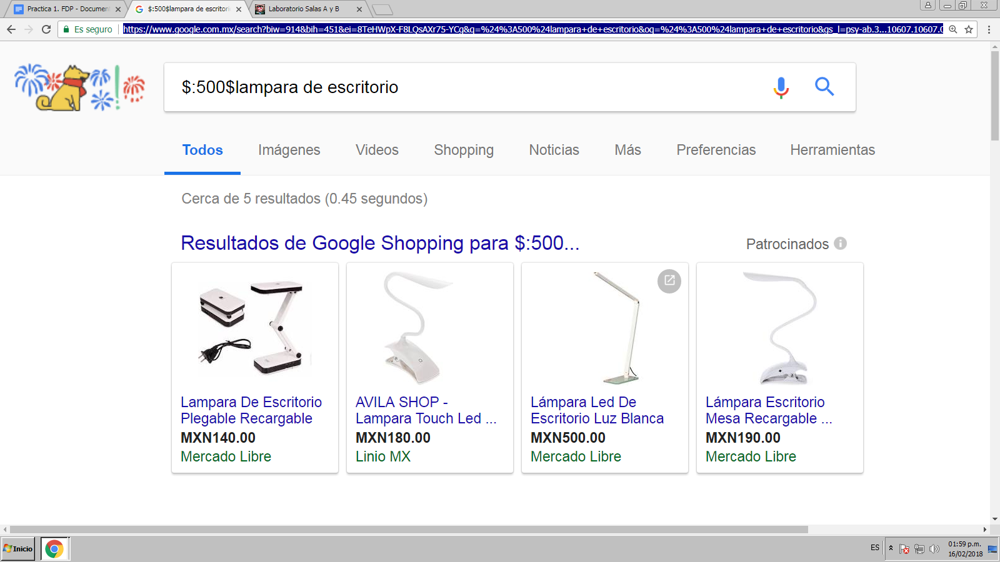 Practica 1. FDP - Document
$:500$lampara de escritorio
Laboratorio Salas A y B
Es seguro
https://www.google.com.mx/search?biw=914&bih=451&ei=8TeHWpX-F8LQsAXr75-YCg&q=%24%3A500%24lampara+de+escritorio&oq=%24%3A500%24lampara+de+escritorio&gs_l=psy-ab.3...10607.10607.0
$:500$lampara de escritorio
Todos
Imágenes
Videos
Shopping
Noticias
Más
Preferencias
Herramientas
Cerca de 5 resultados (0.45 segundos)
Resultados de Google Shopping para $:500...
Patrocinados
Lampara De Escritorio
Plegable Recargable
MXN140.00
Mercado Libre
AVILA SHOP -
Lampara Touch Led ...
MXN180.00
Linio MX
Lámpara Led De
Escritorio Luz Blanca
MXN500.00
Mercado Libre
Lámpara Escritorio
Mesa Recargable ...
MXN190.00
Mercado Libre
Inicio
ES
01:59 p.m.
16/02/2018